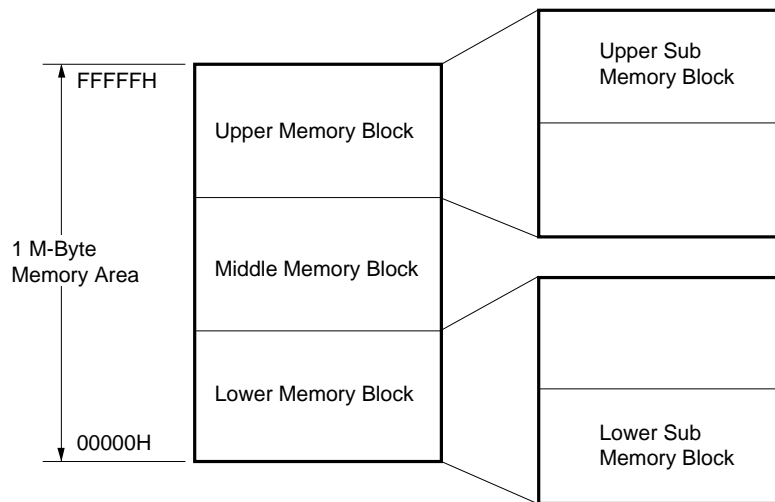 FFFFFH
Upper Memory Block
Middle Memory Block
Lower Memory Block
1 M-Byte
Memory Area
00000H
Upper Sub
Memory Block
Lower Sub
Memory Block